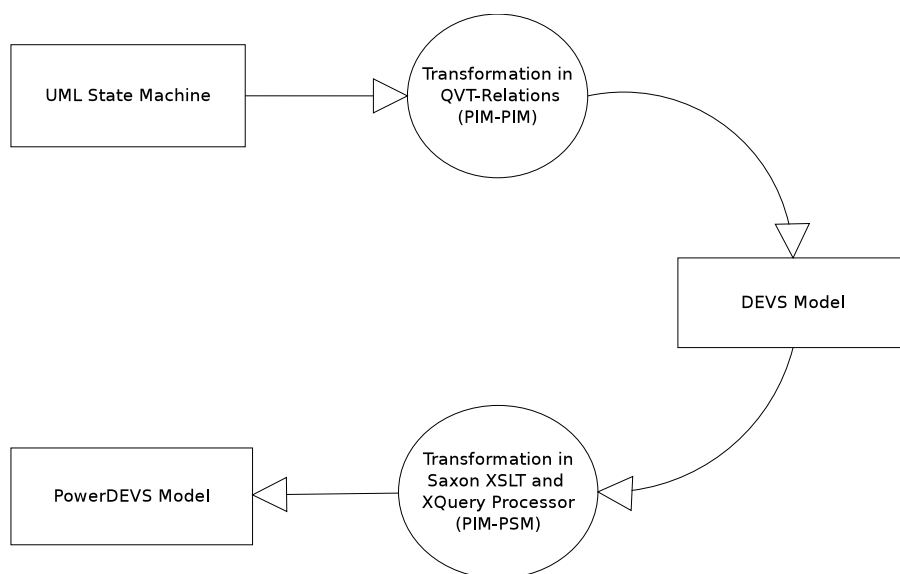 UML State Machine
Transformation in
QVT-Relations
(PIM-PIM)
DEVS Model
Transformation in
Saxon XSLT and
XQuery Processor
(PIM-PSM)
PowerDEVS Model